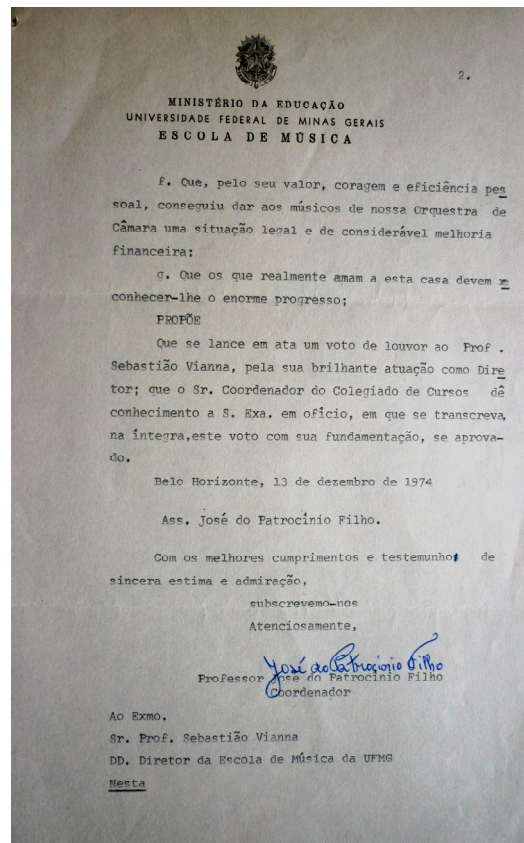 2.
MINISTÉRIO DA EDUCAÇÃO
UNIVERSIDADE FEDERAL DE MINAS GERAIS
ESCOLA DE MÚSICA
f. Que, pelo seu valor, coragem e eficiência pes
soal, conseguiu dar aos músicos de nossa Orquestra de
Câmara uma situação legal e de considerável melhoria
financeira;
g. Que os que realmente amam a esta casa devem re
conhecer-lhe o enorme progresso;
PROPÕE
Que se lance em ata um voto de louvor ao Prof .
Sebastião Vianna, pela sua brilhante atuação como Dire
tor; que o Sr. Coordenador do Colegiado de Cursos dê
conhecimento a S. Exa. em ofício, em que se transcreva,
na íntegra,este voto com sua fundamentação, se aprova-
do.
Belo Horizonte, 13 de dezembro de 1974
Ass. José do Patrocínio Filho.
Com os melhores cumprimentos e testemunhos de
sincera estima e admiração,
subscrevemo-nos
Atenciosamente,
José do Patrocínio Filho
Professor José do Patrocínio Filho
Coordenador
Ao Exmo.
Sr. Prof. Sebastião Vianna
DD. Diretor da Escola de Música da UFMG
Nesta